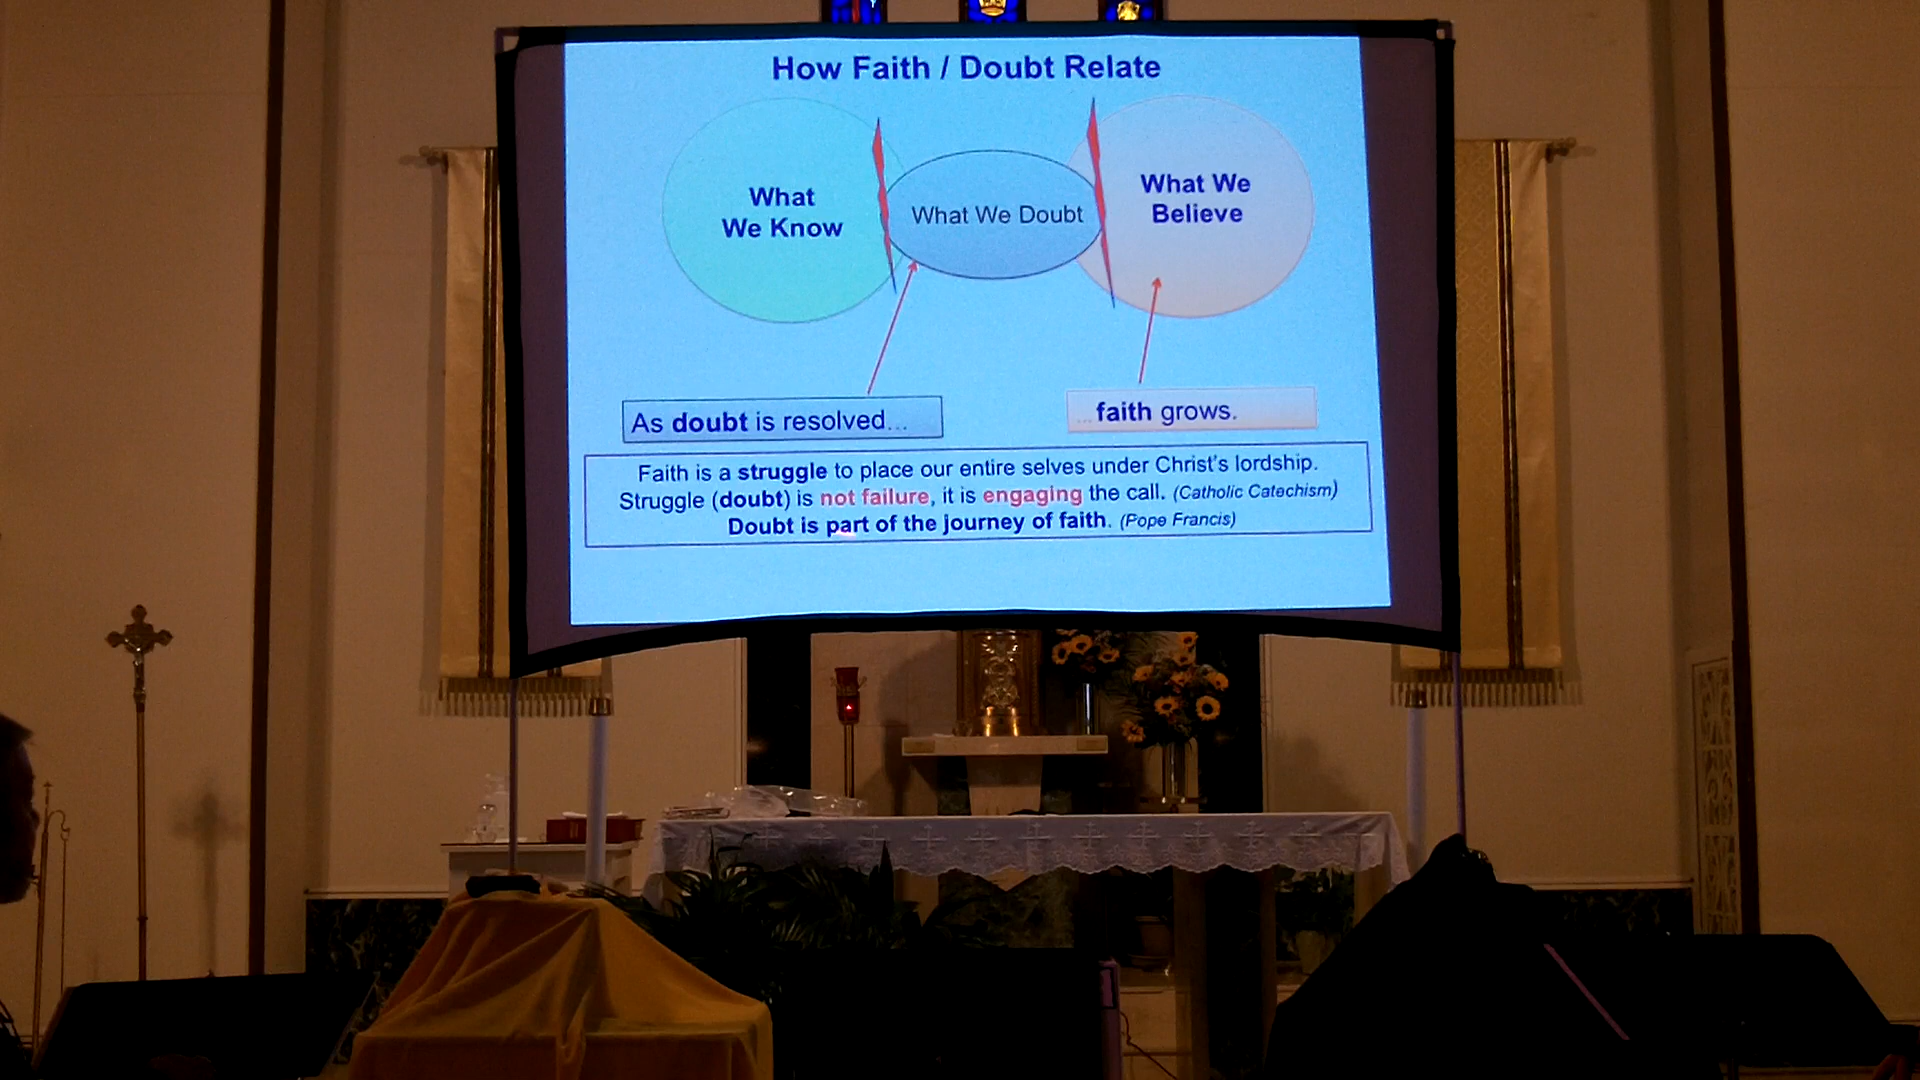 How Faith / Doubt Relate
What
We Know
What We Doubt
What We
Believe
As doubt is resolved...
...faith grows.
Faith is a struggle to place our entire selves under Christ's lordship.
Struggle (doubt) is not failure, it is engaging the call. (Catholic Catechism)
Doubt is part of the journey of faith. (Pope Francis)